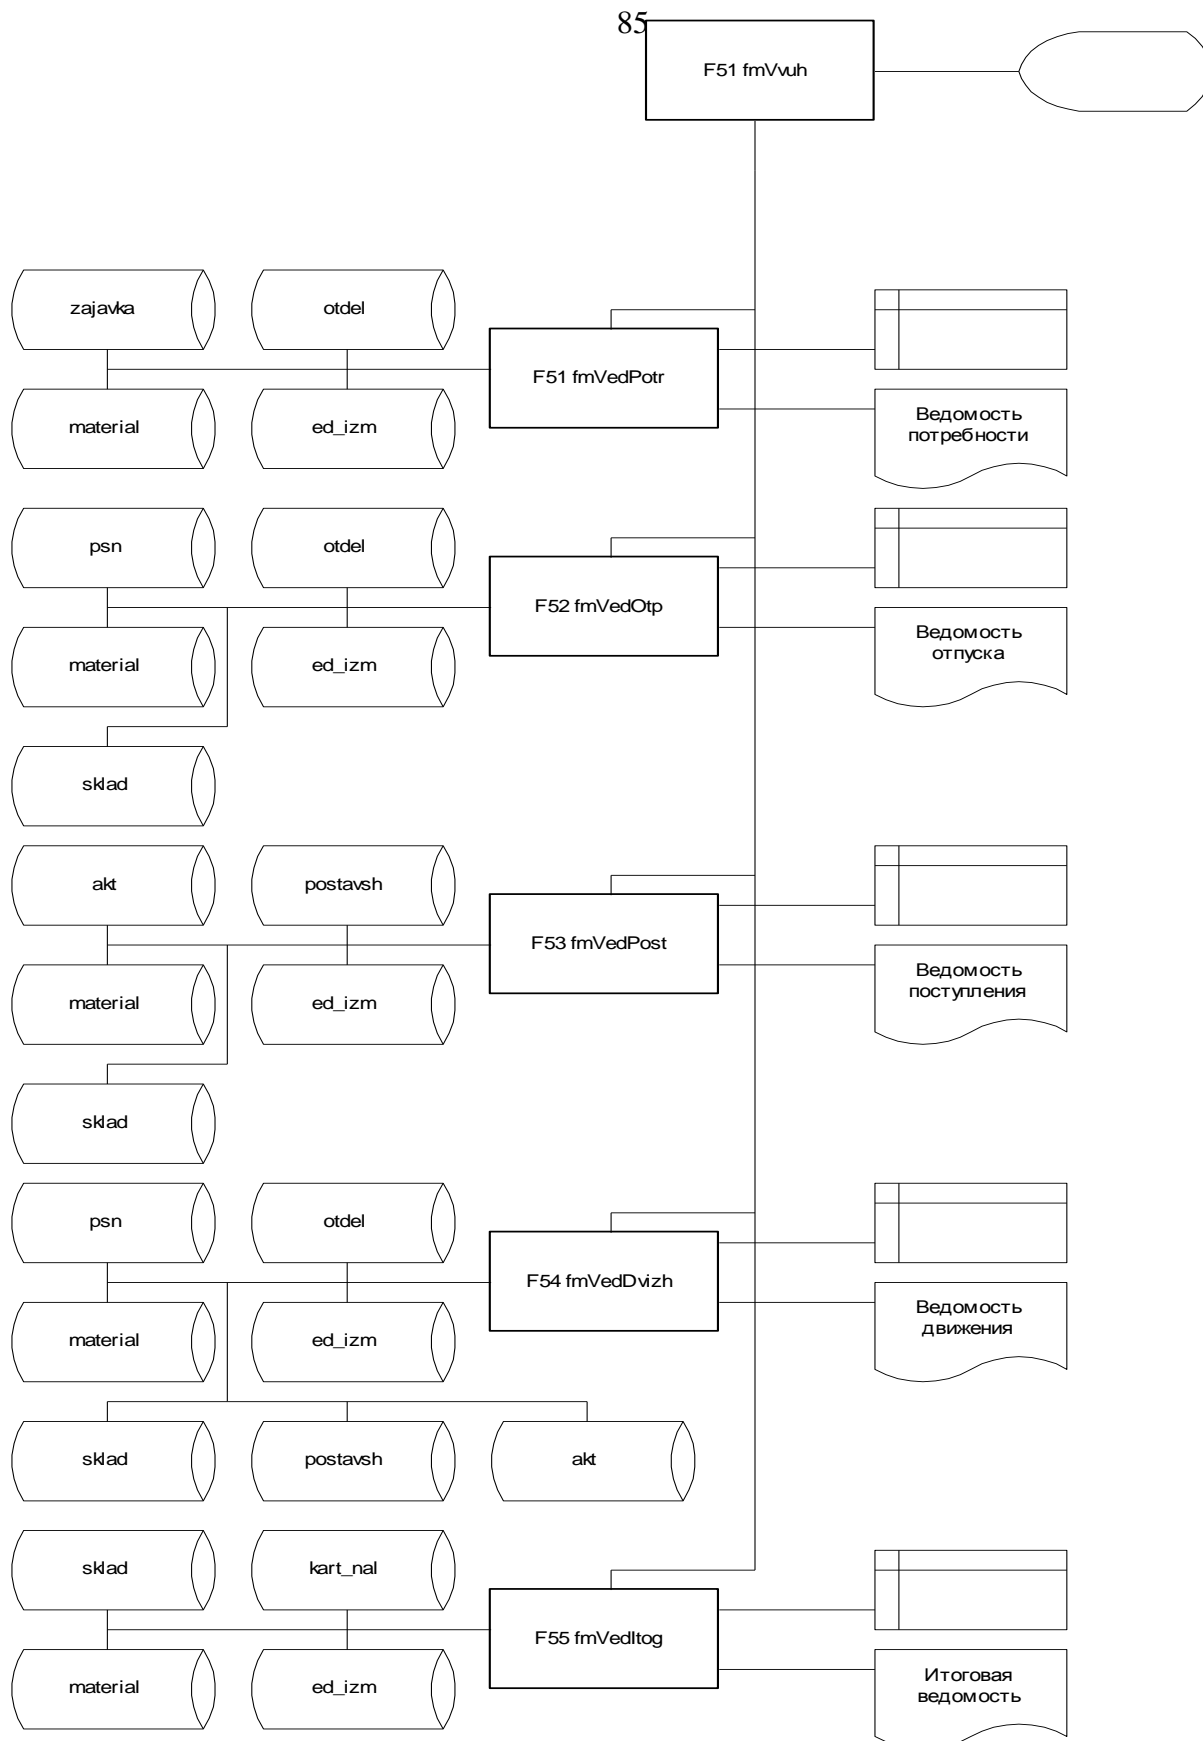 85
F51 fmVvuh
zajavka
otdel
F51 fmVedPotr
material
ed_izm
Ведомость
потребности
psn
otdel
F52 fmVedOtp
material
ed_izm
Ведомость
отпуска
sklad
akt
postavsh
F53 fmVedPost
material
ed_izm
Ведомость
поступления
sklad
psn
otdel
F54 fmVedDvizh
material
ed_izm
Ведомость
движения
sklad
postavsh
akt
sklad
kart_nal
F55 fmVedItog
material
ed_izm
Итоговая
ведомость